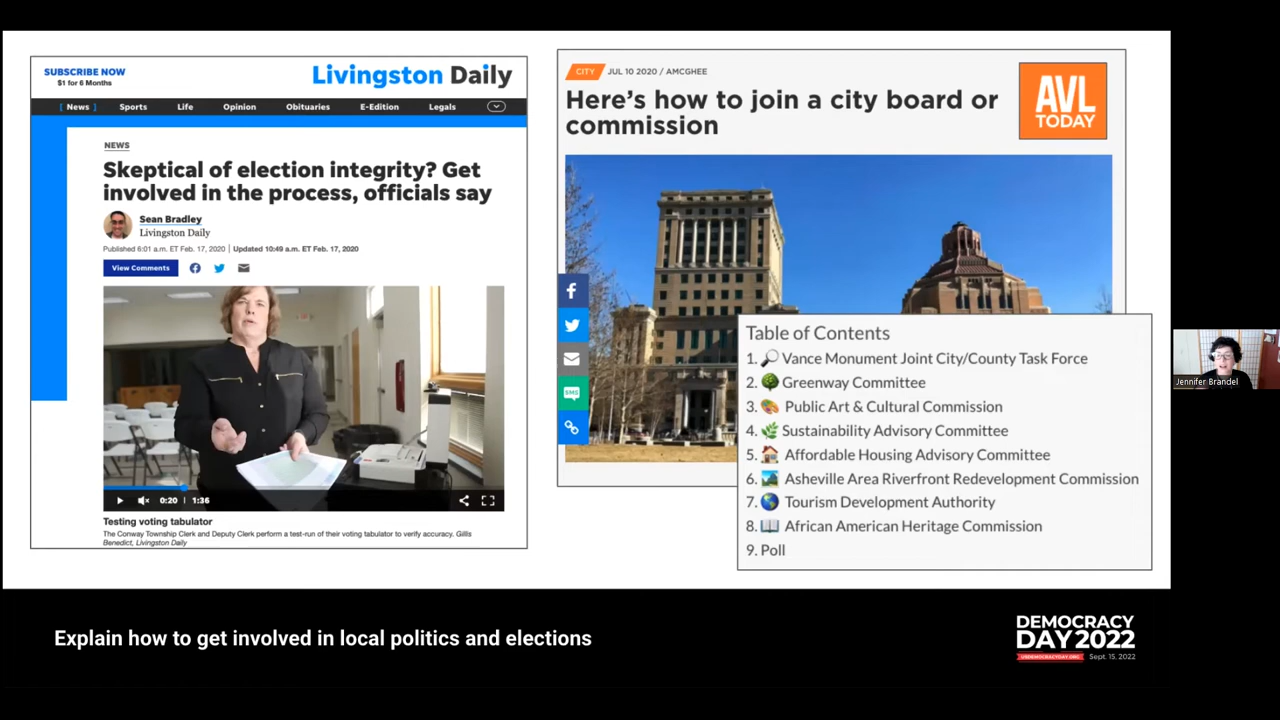 SUBSCRIBE NOW
$1 for 6 Months
Livingston Daily
[ News ] Sports Life Opinion Obituaries E-Edition Legals
NEWS
Skeptical of election integrity? Get
involved in the process, officials say
Sean Bradley
Livingston Daily
Published 6:01 a.m. ET Feb. 17, 2020 | Updated 10:49 a.m. ET Feb. 17, 2020
View Comments
0:20 | 1:36
Testing voting tabulator
The Conway Township Clerk and Deputy Clerk perform a test-run of their voting tabulator to verify accuracy. Gillis
Benedict, Livingston Daily
CITY JUL 10 2020 / AMCGHEE
Here's how to join a city board or
commission
AVL
TODAY
SMS
Table of Contents
1. Vance Monument Joint City/County Task Force
2. Greenway Committee
3. Public Art & Cultural Commission
4. Sustainability Advisory Committee
5. Affordable Housing Advisory Committee
6. Asheville Area Riverfront Redevelopment Commission
7. Tourism Development Authority
8. African American Heritage Commission
9. Poll
Jennifer Brandel
Explain how to get involved in local politics and elections
DEMOCRACY
DAY 2022
USDEMOCRACYDAY.ORG Sept. 15, 2022